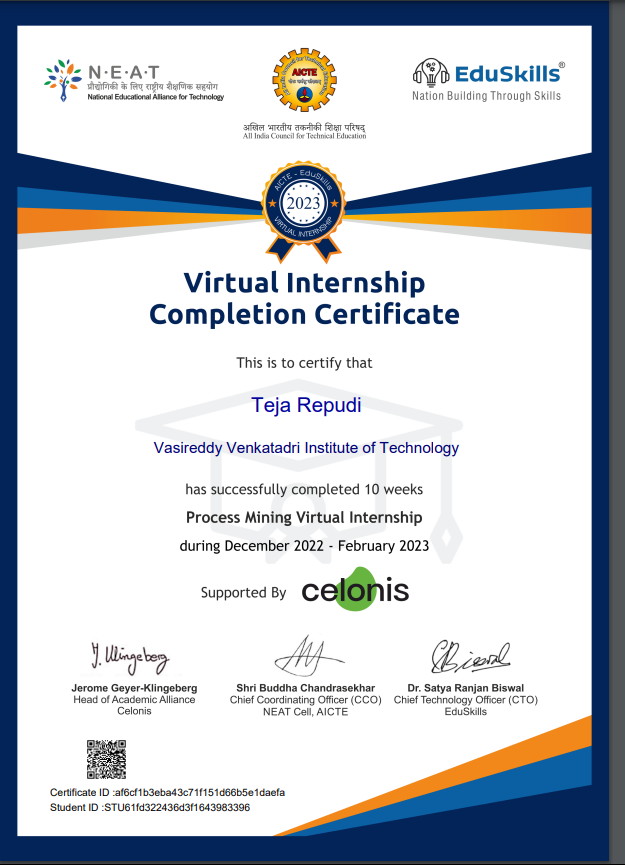 N·E·A·T
प्रौद्योगिकी के लिए राष्ट्रीय शैक्षणिक सहयोग
National Educational Alliance for Technology
AICTE
अखिल भारतीय तकनीकी शिक्षा परिषद्
All India Council for Technical Education
EduSkills®
Nation Building Through Skills
AICTE - EduSkills
2023
VIRTUAL INTERNSHIP
Virtual Internship
Completion Certificate
This is to certify that
Teja Repudi
Vasireddy Venkatadri Institute of Technology
has successfully completed 10 weeks
Process Mining Virtual Internship
during December 2022 - February 2023
Supported By celonis
J. Klingeberg
Jerome Geyer-Klingeberg
Head of Academic Alliance
Celonis
Shri Buddha Chandrasekhar
Chief Coordinating Officer (CCO)
NEAT Cell, AICTE
SRBiswal
Dr. Satya Ranjan Biswal
Chief Technology Officer (CTO)
EduSkills
Certificate ID :af6cf1b3eba43c71f151d66b5e1daefa
Student ID :STU61fd322436d3f1643983396